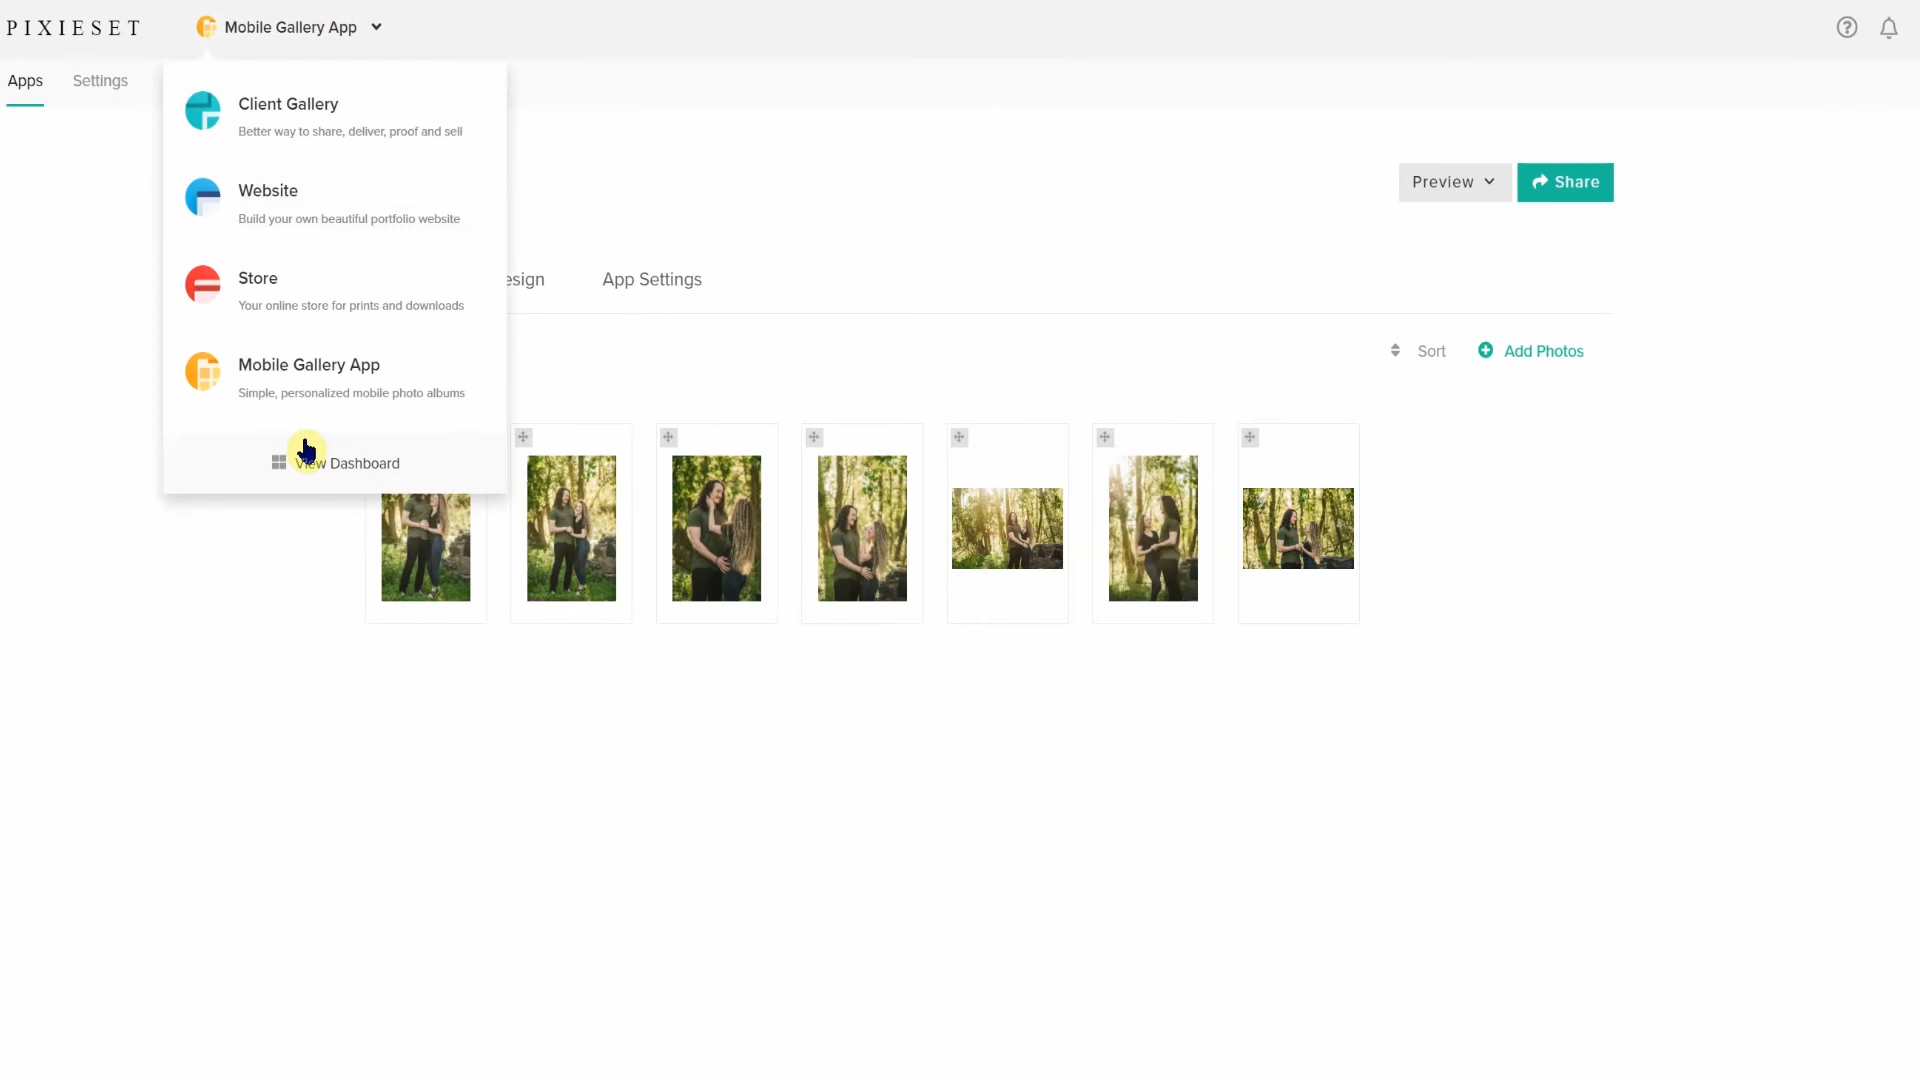 PIXIESET
Mobile Gallery App
Apps
Settings
Client Gallery
Better way to share, deliver, proof and sell
Website
Build your own beautiful portfolio website
Store
Your online store for prints and downloads
Mobile Gallery App
Simple, personalized mobile photo albums
View Dashboard
Preview
Share
esign
App Settings
Sort
Add Photos